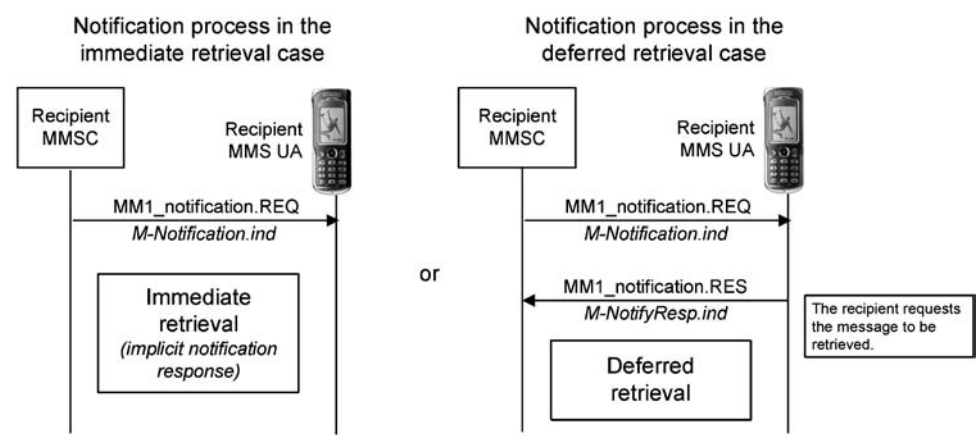 Notification process in the
immediate retrieval case
Recipient
MMSC
Recipient
MMS UA
MM1_notification.REQ
M-Notification.ind
Immediate
retrieval
(implicit notification
response)
or
Notification process in the
deferred retrieval case
Recipient
MMSC
Recipient
MMS UA
MM1_notification.REQ
M-Notification.ind
MM1_notification.RES
M-NotifyResp.ind
The recipient requests
the message to be
retrieved.
Deferred
retrieval